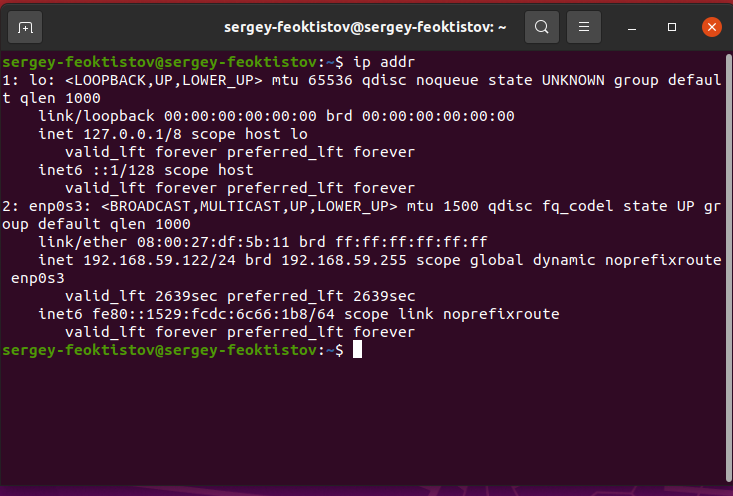 sergey-feoktistov@sergey-feoktistov: ~
sergey-feoktistov@sergey-feoktistov:~$ ip addr
1: lo: <LOOPBACK,UP,LOWER_UP> mtu 65536 qdisc noqueue state UNKNOWN group defaul
t qlen 1000
    link/loopback 00:00:00:00:00:00 brd 00:00:00:00:00:00
    inet 127.0.0.1/8 scope host lo
       valid_lft forever preferred_lft forever
    inet6 ::1/128 scope host
       valid_lft forever preferred_lft forever
2: enp0s3: <BROADCAST,MULTICAST,UP,LOWER_UP> mtu 1500 qdisc fq_codel state UP gr
oup default qlen 1000
    link/ether 08:00:27:df:5b:11 brd ff:ff:ff:ff:ff:ff
    inet 192.168.59.122/24 brd 192.168.59.255 scope global dynamic noprefixroute
 enp0s3
       valid_lft 2639sec preferred_lft 2639sec
    inet6 fe80::1529:fcdc:6c66:1b8/64 scope link noprefixroute
       valid_lft forever preferred_lft forever
sergey-feoktistov@sergey-feoktistov:~$